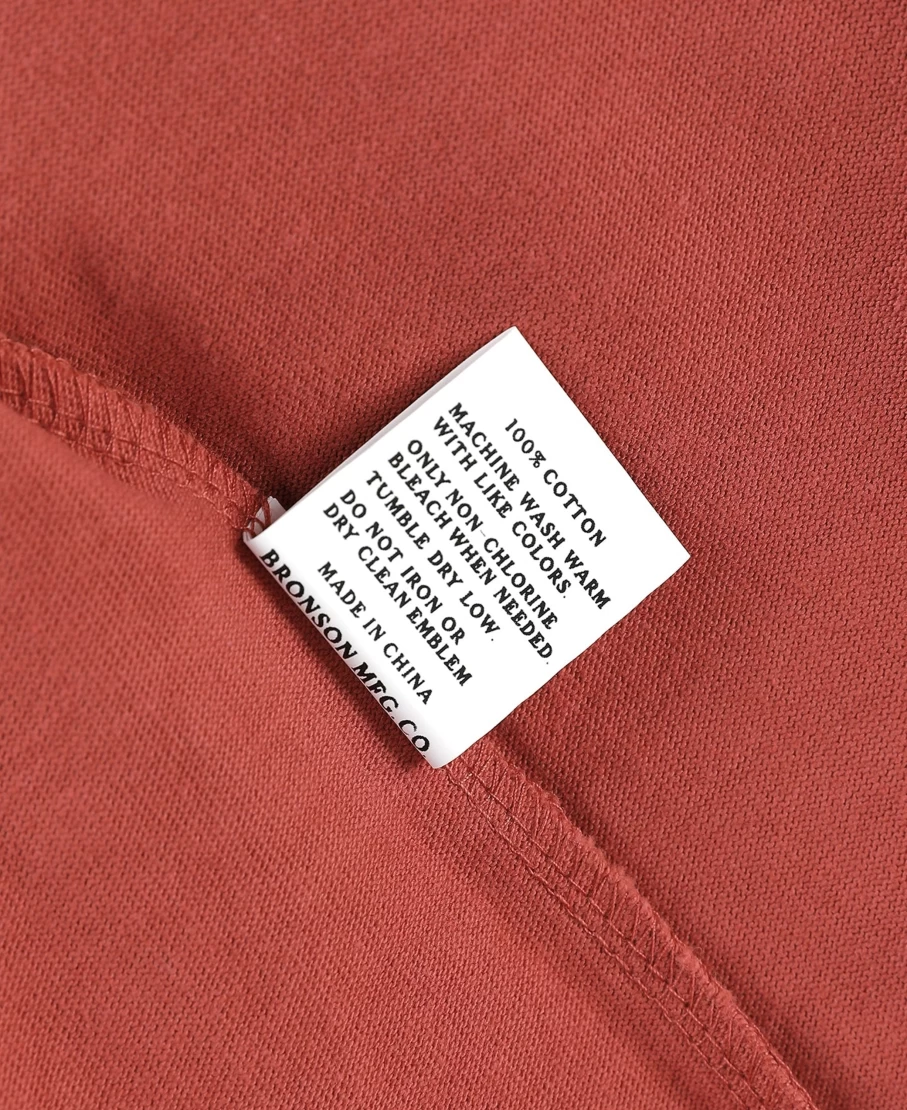 100% COTTON
MACHINE WASH WARM
WITH LIKE COLORS.
ONLY NON-CHLORINE
BLEACH WHEN NEEDED.
TUMBLE DRY LOW.
DO NOT IRON OR
DRY CLEAN EMBLEM
MADE IN CHINA
BRONSON MFG. CO.